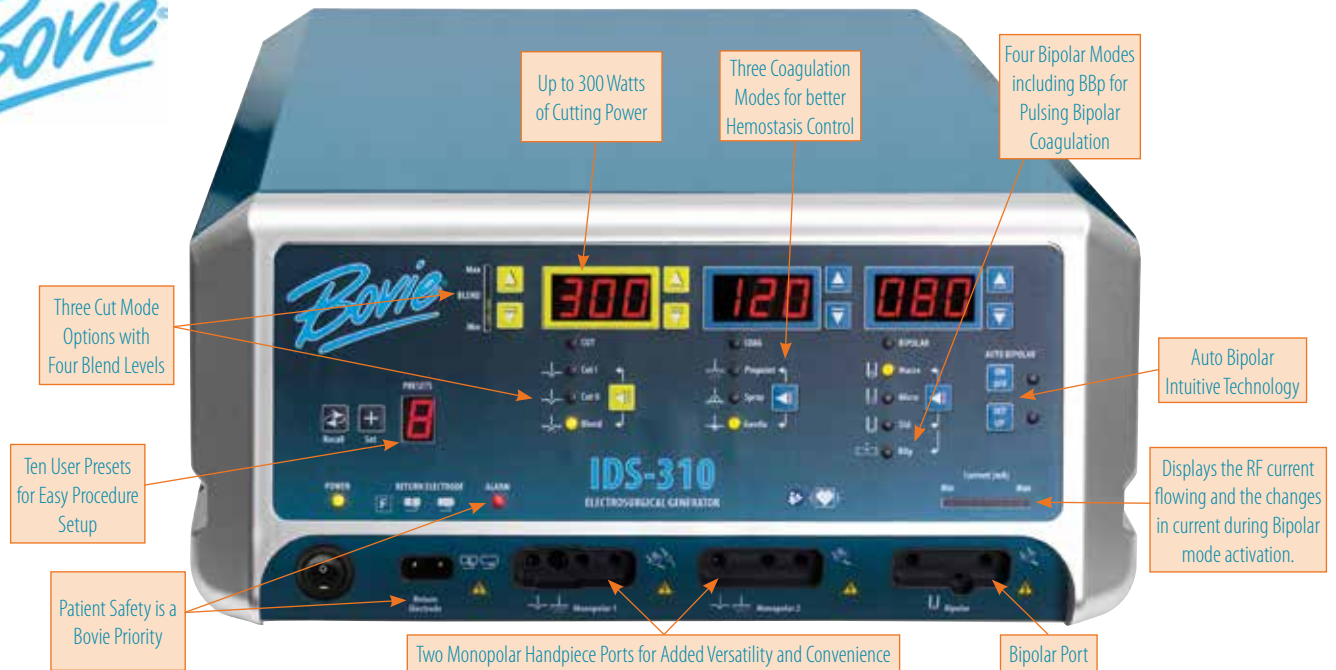 Bovie
Up to 300 Watts
of Cutting Power
Three Coagulation
Modes for better
Hemostasis Control
Four Bipolar Modes
including BBp for
Pulsing Bipolar
Coagulation
Three Cut Mode
Options with
Four Blend Levels
Ten User Presets
for Easy Procedure
Setup
Patient Safety is a
Bovie Priority
Auto Bipolar
Intuitive Technology
Displays the RF current
flowing and the changes
in current during Bipolar
mode activation.
Two Monopolar Handpiece Ports for Added Versatility and Convenience
Bipolar Port
Bovie
Max
BLEND
Min
300
120
080
CUT
COAG
BIPOLAR
Cut I
Cut II
Blend
Pinpoint
Spray
Gentle
Macro
Micro
Std
BBp
AUTO BIPOLAR
ON
OFF
SET
UP
PRESETS
8
Recall
Set
IDS-310
ELECTROSURGICAL GENERATOR
POWER
RETURN ELECTRODE
ALARM
F
Current (mA)
Min
Max
Return
Electrode
Monopolar 1
Monopolar 2
Bipolar